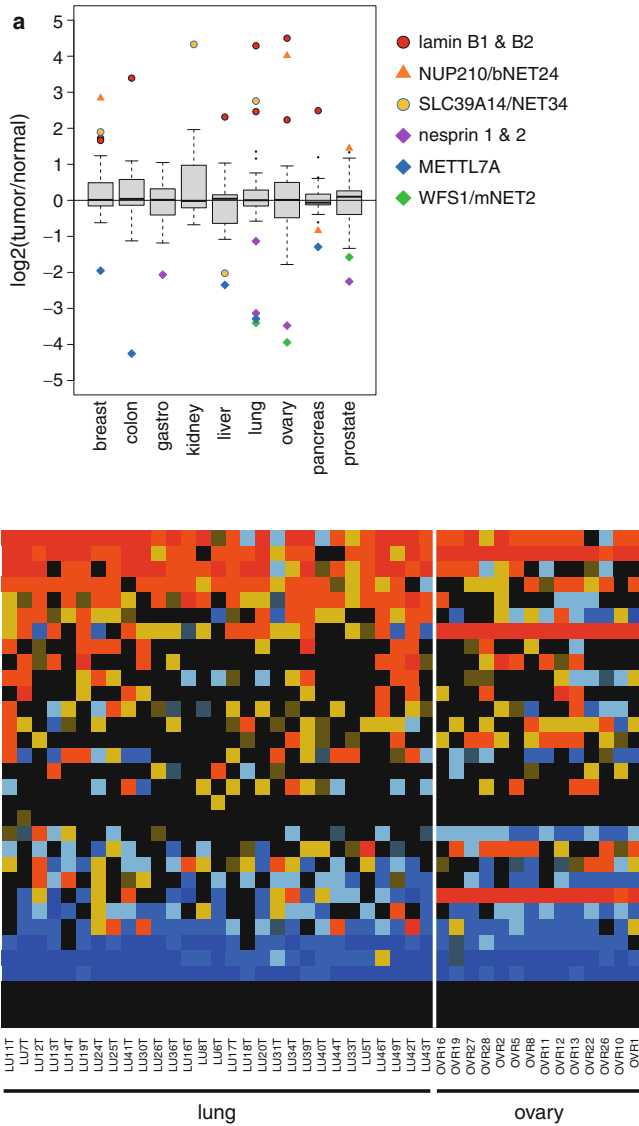 a
log2(tumor/normal)
5
4
3
2
1
0
−1
−2
−3
−4
−5
breast
colon
gastro
kidney
liver
lung
ovary
pancreas
prostate
lamin B1 & B2
NUP210/bNET24
SLC39A14/NET34
nesprin 1 & 2
METTL7A
WFS1/mNET2
LU11T
LU7T
LU12T
LU13T
LU14T
LU19T
LU24T
LU25T
LU41T
LU30T
LU26T
LU36T
LU16T
LU8T
LU6T
LU17T
LU18T
LU20T
LU31T
LU34T
LU39T
LU40T
LU44T
LU33T
LU5T
LU46T
LU49T
LU42T
LU43T
OVR16
OVR19
OVR27
OVR28
OVR2
OVR5
OVR8
OVR11
OVR12
OVR13
OVR22
OVR26
OVR10
OVR1
lung
ovary